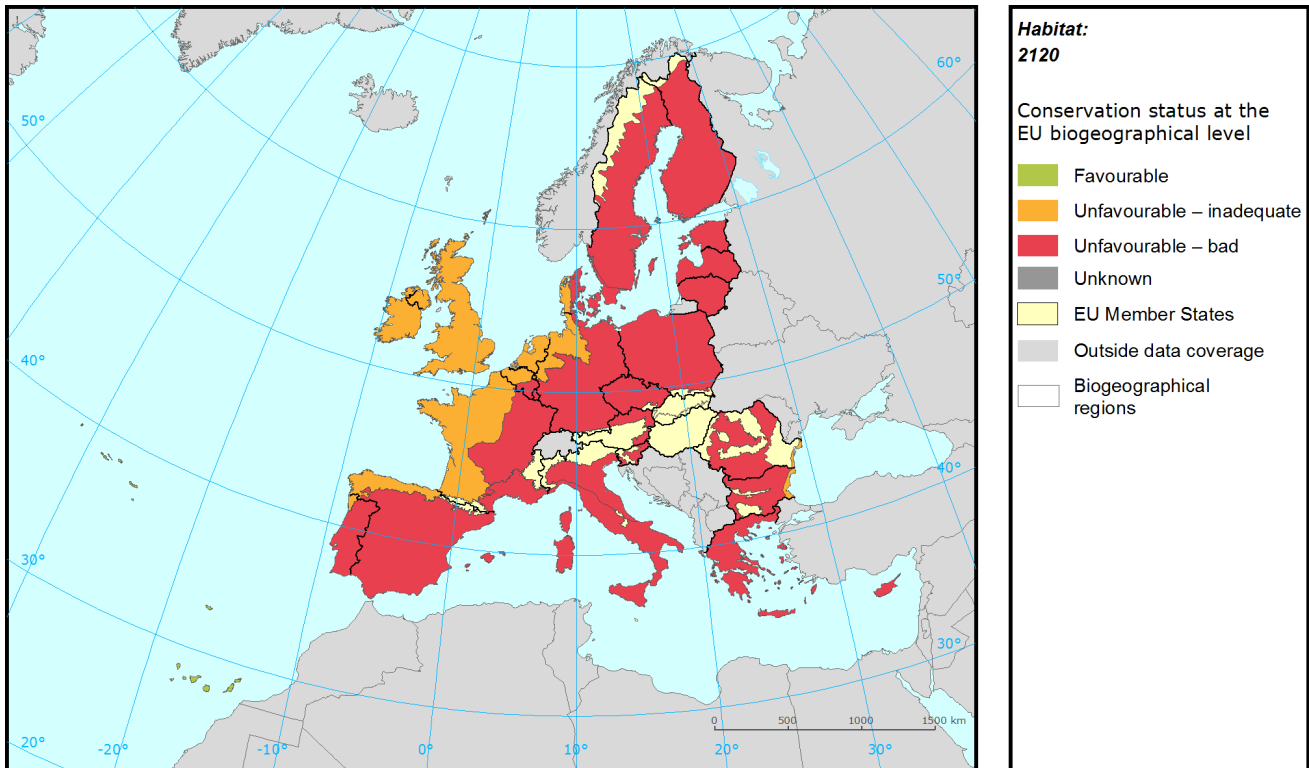 Habitat:
2120
Conservation status at the
EU biogeographical level
Favourable
Unfavourable – inadequate
Unfavourable – bad
Unknown
EU Member States
Outside data coverage
Biogeographical
regions
60°
50°
50°
40°
40°
30°
30°
0 500 1000 1500 km
20° -20° -10° 0° 10° 20° 30°